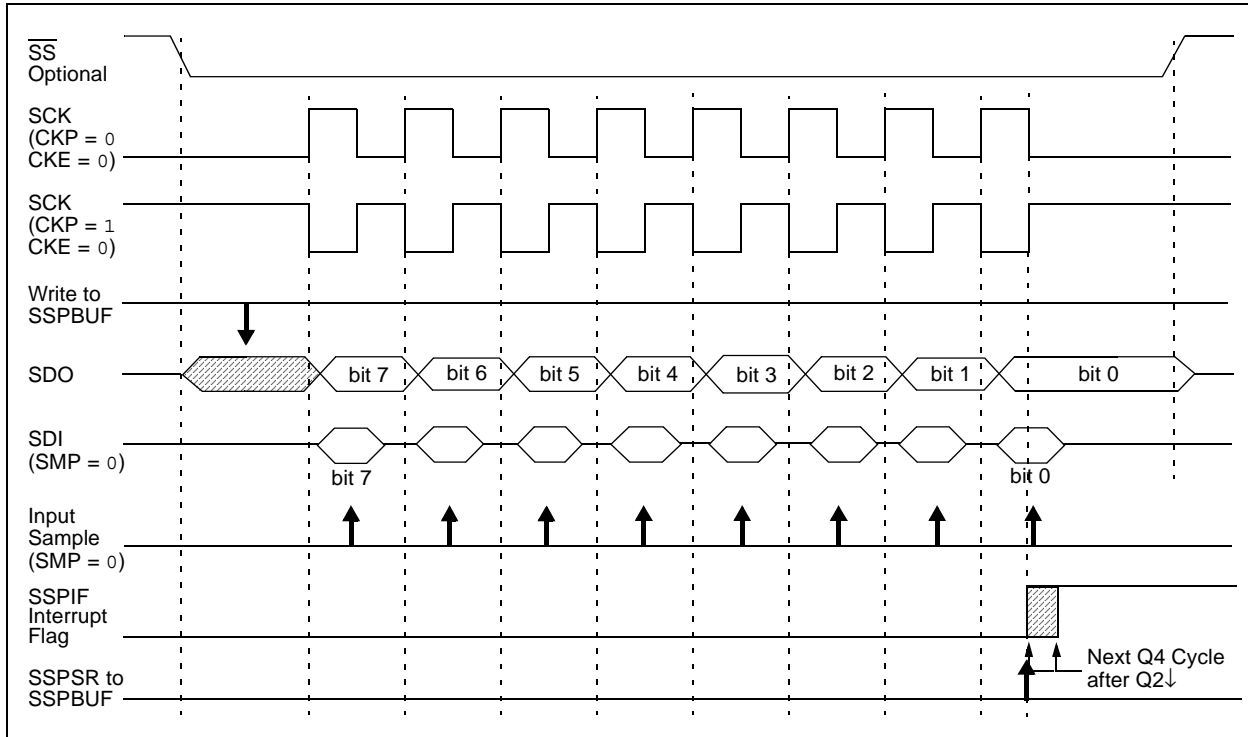 SS
Optional
SCK
(CKP = 0
CKE = 0)
SCK
(CKP = 1
CKE = 0)
Write to
SSPBUF
SDO
bit 7
bit 6
bit 5
bit 4
bit 3
bit 2
bit 1
bit 0
SDI
(SMP = 0)
bit 7
bit 0
Input
Sample
(SMP = 0)
SSPIF
Interrupt
Flag
Next Q4 Cycle
after Q2↓
SSPSR to
SSPBUF